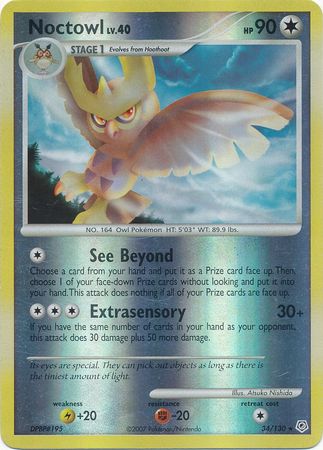 Noctowl LV.40 HP 90
STAGE 1 Evolves from Hoothoot
NO. 164 Owl Pokémon HT: 5'03" WT: 89.9 lbs.
See Beyond
Choose a card from your hand and put it as a Prize card face up. Then,
choose 1 of your face-down Prize cards without looking and put it into
your hand. This attack does nothing if all of your Prize cards are face up.
Extrasensory 30+
If you have the same number of cards in your hand as your opponent,
this attack does 30 damage plus 50 more damage.
Its eyes are special. They can pick out objects as long as there is
the tiniest amount of light.
Illus. Atsuko Nishida
weakness resistance retreat cost
+20 -20
DPBP#195 ©2007 Pokémon/Nintendo 34/130 ★